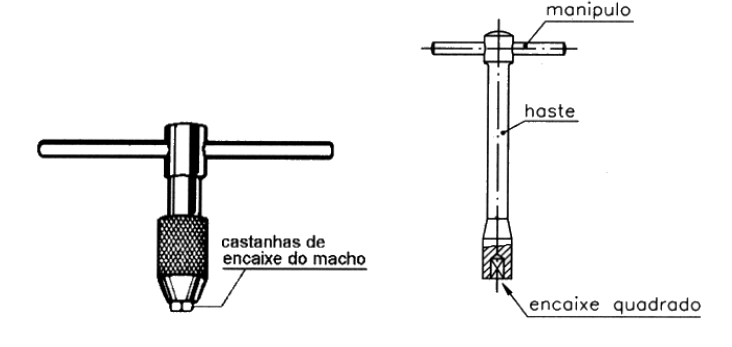 manipulo
haste
castanhas de
encaixe do macho
encaixe quadrado